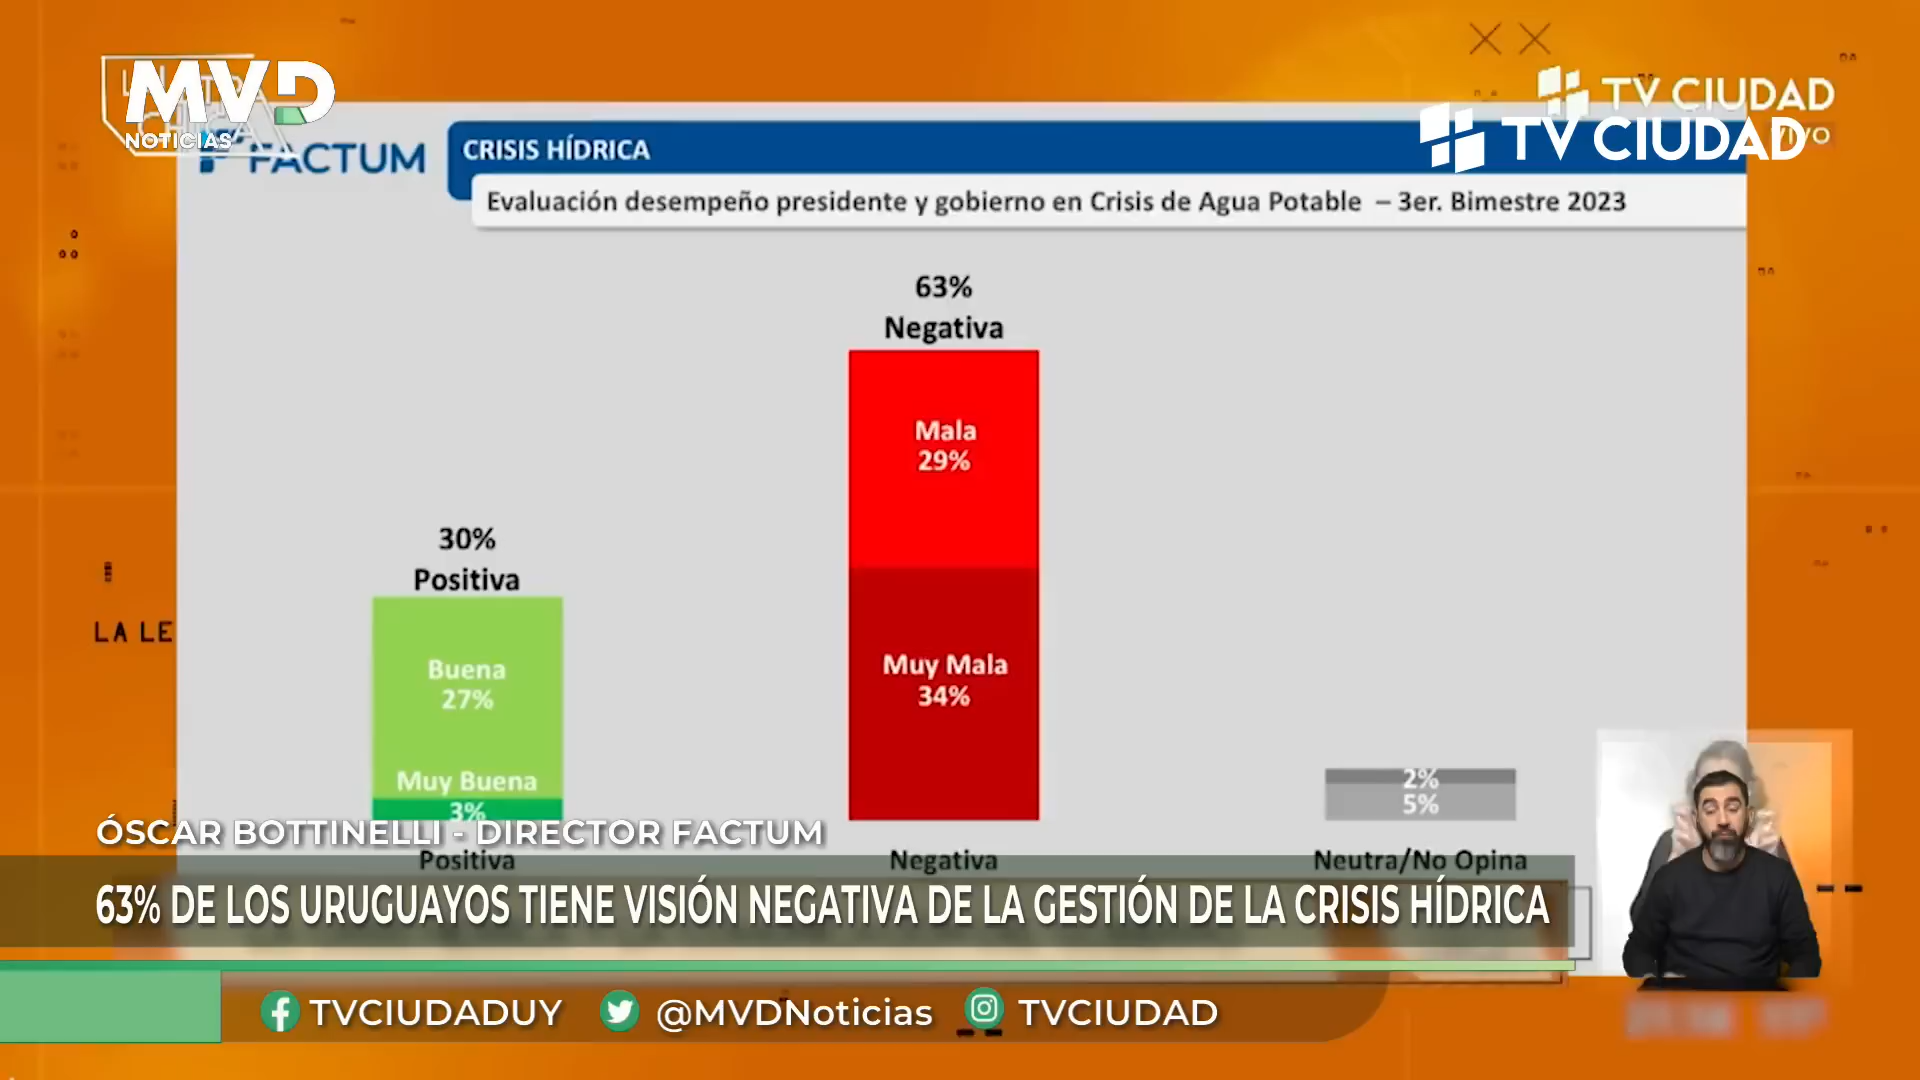 MVD
NOTICIAS
TV CIUDAD
TV CIUDAD
FACTUM
CRISIS HÍDRICA
Evaluación desempeño presidente y gobierno en Crisis de Agua Potable – 3er. Bimestre 2023
63%
Negativa
Mala
29%
30%
Positiva
LA LE
Buena
27%
Muy Mala
34%
Muy Buena
3%
2%
5%
ÓSCAR BOTTINELLI - DIRECTOR FACTUM
Positiva
Negativa
Neutra/No Opina
63% DE LOS URUGUAYOS TIENE VISIÓN NEGATIVA DE LA GESTIÓN DE LA CRISIS HÍDRICA
TVCIUDADUY
@MVDNoticias
TVCIUDAD